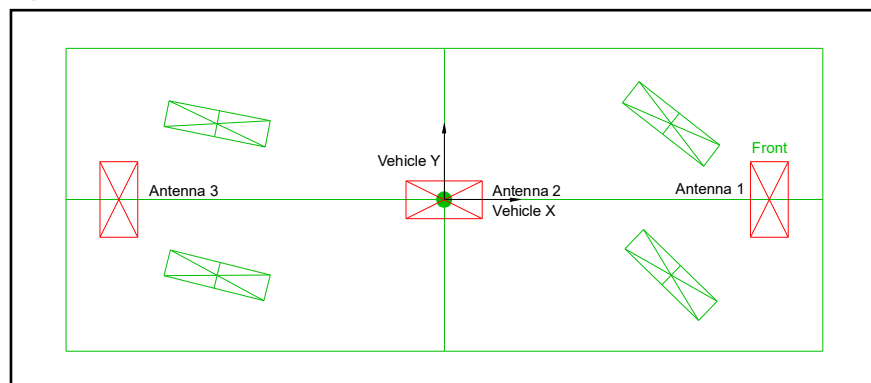 Front
Vehicle Y
Antenna 3
Antenna 2
Antenna 1
Vehicle X